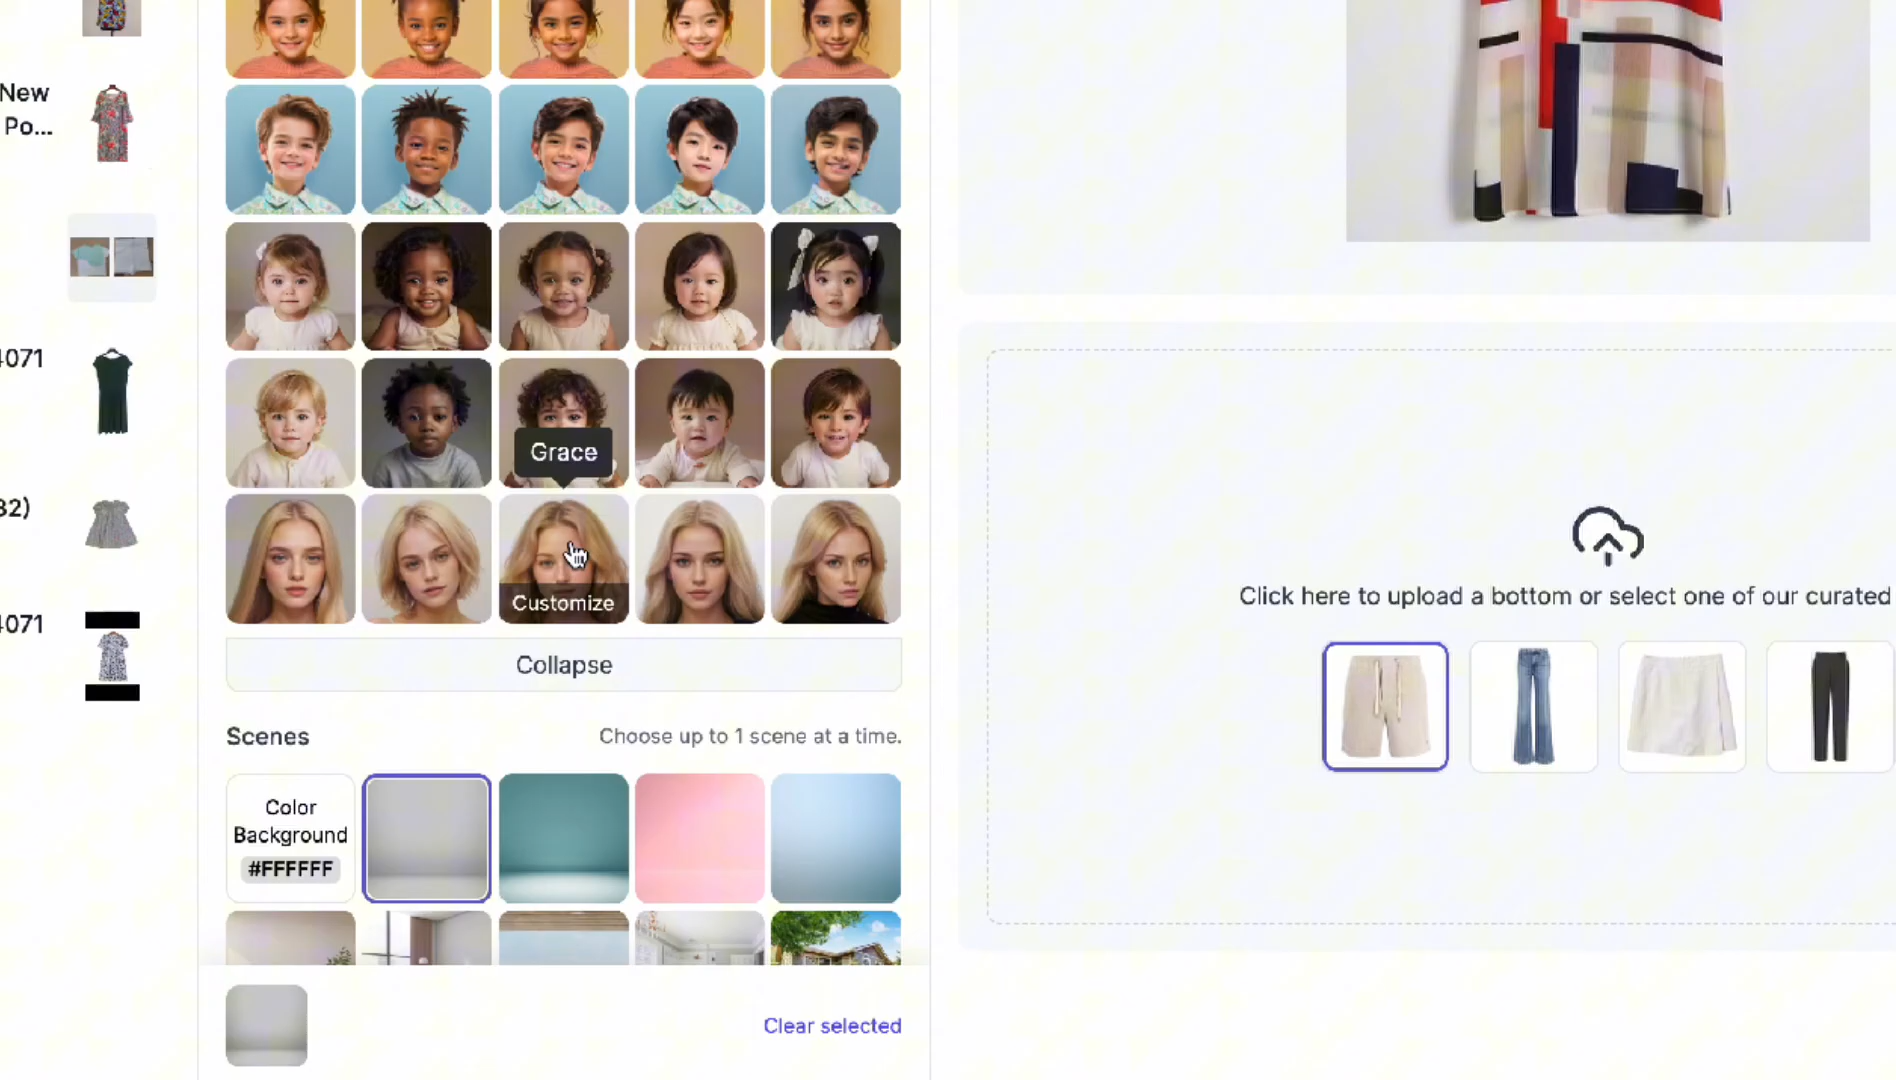 New
Po...
4071
32)
4071
Grace
Customize
Collapse
Scenes
Choose up to 1 scene at a time.
Color
Background
#FFFFFF
Clear selected
Click here to upload a bottom or select one of our curated